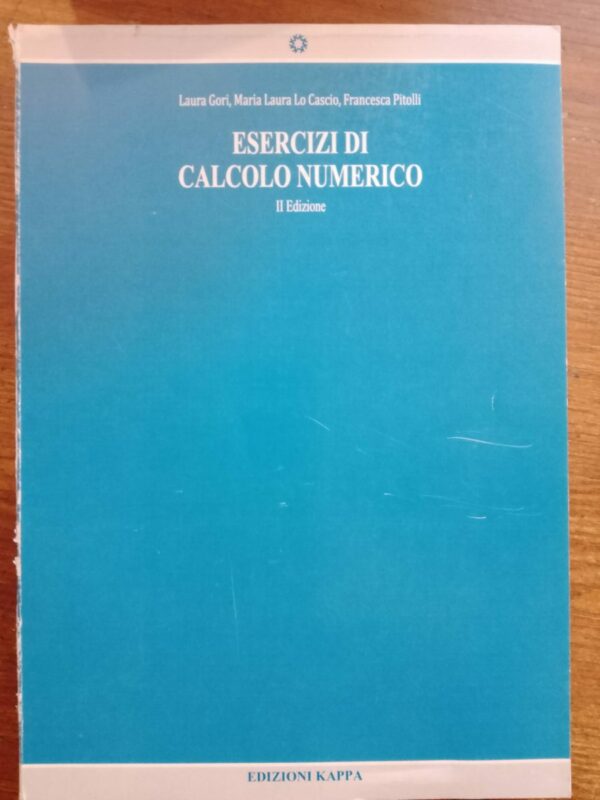 Laura Gori, Maria Laura Lo Cascio, Francesca Pitolli
ESERCIZI DI
CALCOLO NUMERICO
II Edizione
EDIZIONI KAPPA